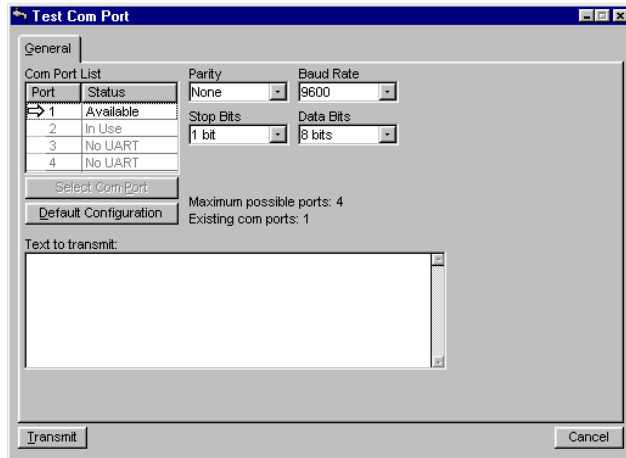 Test Com Port
General
Com Port List
Port Status
1 Available
2 In Use
3 No UART
4 No UART
Select Com Port
Default Configuration
Parity
None
Baud Rate
9600
Stop Bits
1 bit
Data Bits
8 bits
Maximum possible ports: 4
Existing com ports: 1
Text to transmit:
Transmit
Cancel